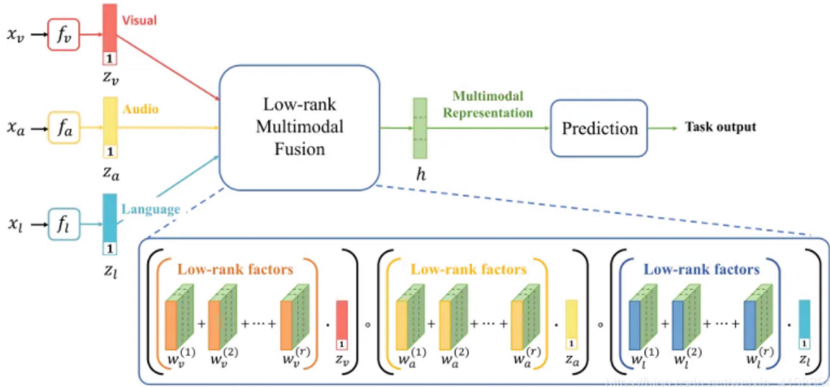 Visual
x_v
f_v
1
z_v
Audio
x_a
f_a
1
z_a
Language
x_l
f_l
1
z_l
Low-rank
Multimodal
Fusion
h
Multimodal
Representation
Prediction
Task output
Low-rank factors
+ + ⋯ + · 1
w_v^(1) w_v^(2) w_v^(r) z_v
∘
Low-rank factors
+ + ⋯ + · 1
w_a^(1) w_a^(2) w_a^(r) z_a
∘
Low-rank factors
+ + ⋯ + · 1
w_l^(1) w_l^(2) w_l^(r) z_l